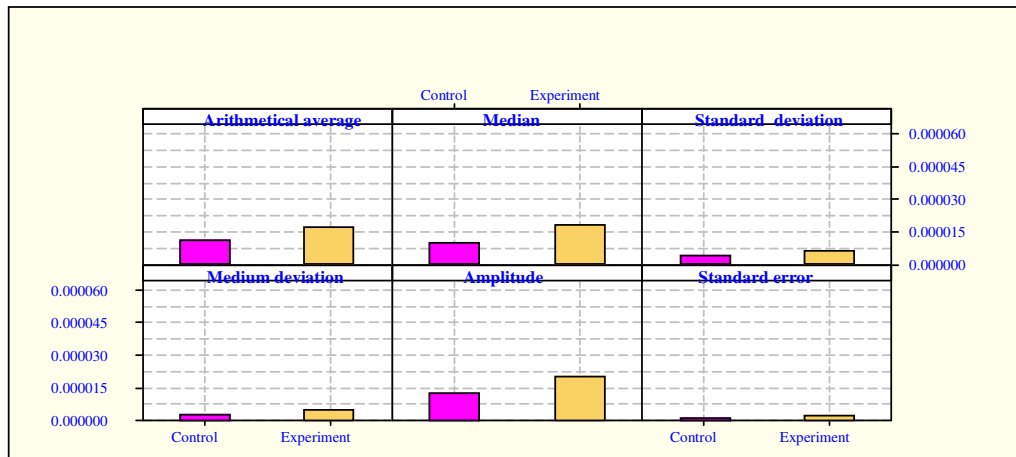 Control Experiment
Arithmetical average Median Standard  deviation
0.000060
0.000045
0.000030
0.000015
0.000000
Medium deviation Amplitude Standard error
0.000060
0.000045
0.000030
0.000015
0.000000
Control Experiment Control Experiment